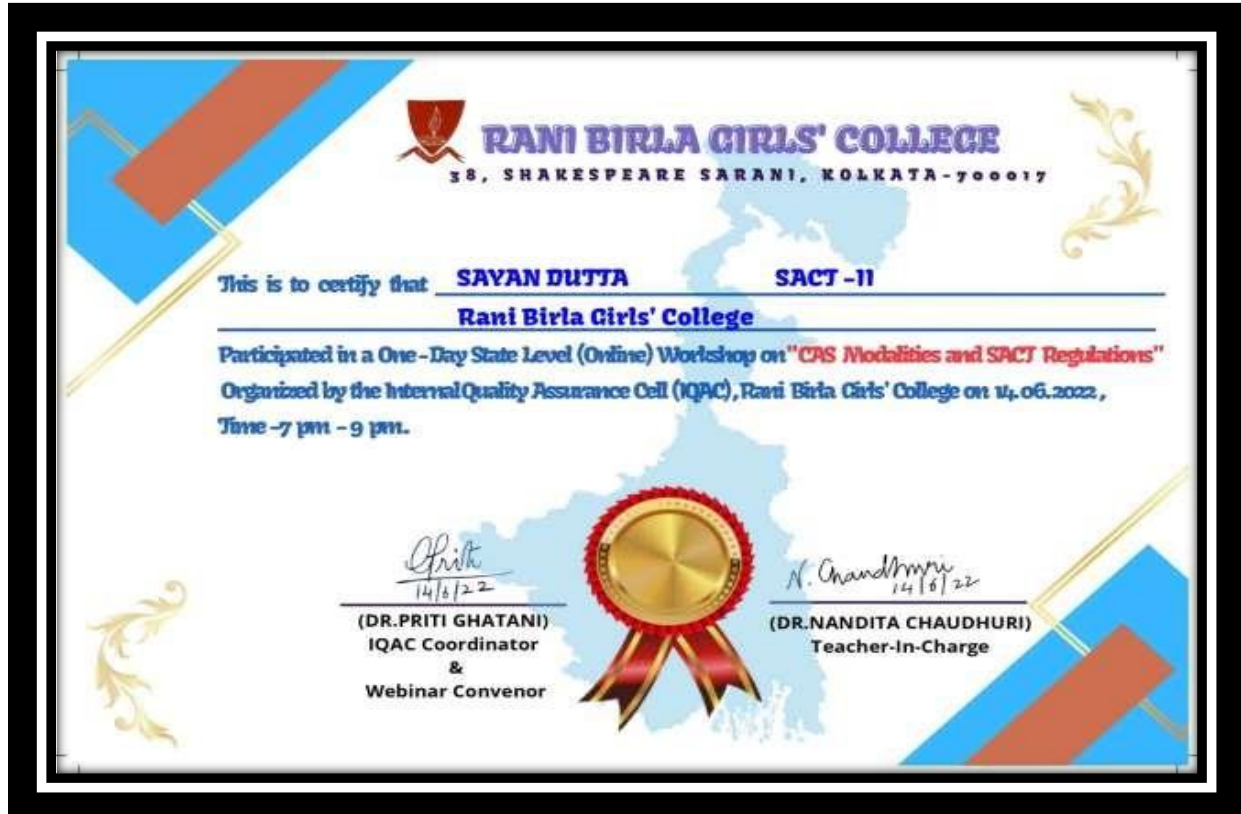 RANI BIRLA GIRLS' COLLEGE
38, SHAKESPEARE SARANI, KOLKATA-700017
This is to certify that SAYAN DUTTA SACT -II
Rani Birla Girls' College
Participated in a One-Day State Level (Online) Workshop on "CAS Modalities and SACT Regulations"
Organized by the Internal Quality Assurance Cell (IQAC), Rani Birla Girls' College on 14.06.2022,
Time -7 pm - 9 pm.
14/6/22
N. Chaudhuri
14/6/22
(DR.PRITI GHATANI)
IQAC Coordinator
&
Webinar Convenor
(DR.NANDITA CHAUDHURI)
Teacher-In-Charge